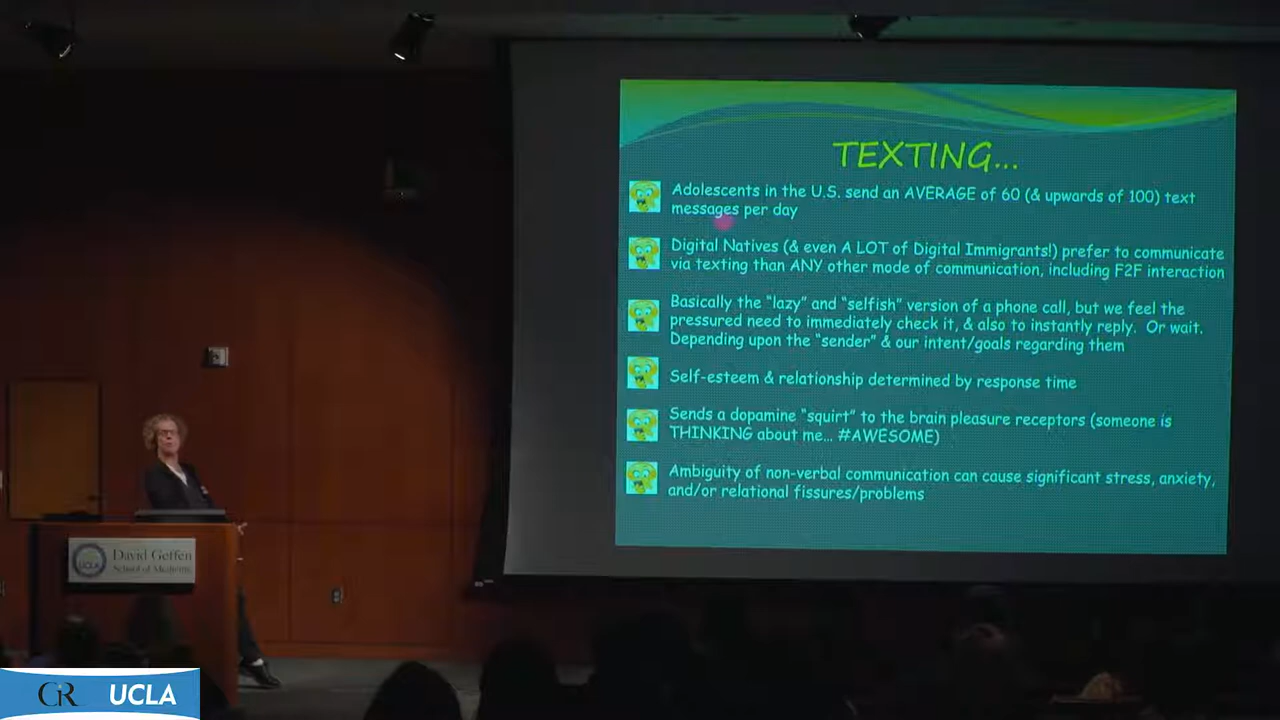 TEXTING...
Adolescents in the U.S. send an AVERAGE of 60 (& upwards of 100) text
messages per day
Digital Natives (& even A LOT of Digital Immigrants!) prefer to communicate
via texting than ANY other mode of communication, including F2F interaction
Basically the “lazy” and “selfish” version of a phone call, but we feel the
pressured need to immediately check it, & also to instantly reply. Or wait.
Depending upon the “sender” & our intent/goals regarding them
Self-esteem & relationship determined by response time
Sends a dopamine “squirt” to the brain pleasure receptors (someone is
THINKING about me… #AWESOME)
Ambiguity of non-verbal communication can cause significant stress, anxiety,
and/or relational fissures/problems
UCLA
David Geffen
School of Medicine
CIR UCLA